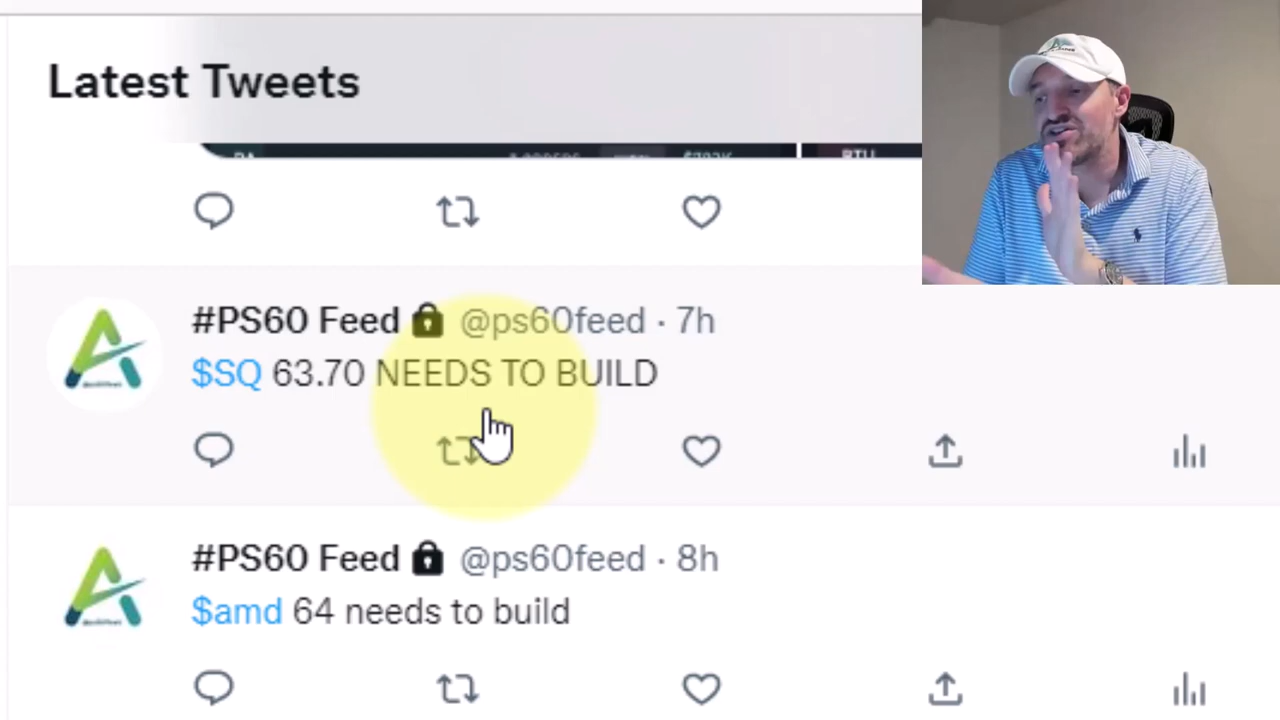 Latest Tweets
#PS60 Feed @ps60feed · 7h
$SQ 63.70 NEEDS TO BUILD
#PS60 Feed @ps60feed · 8h
$amd 64 needs to build